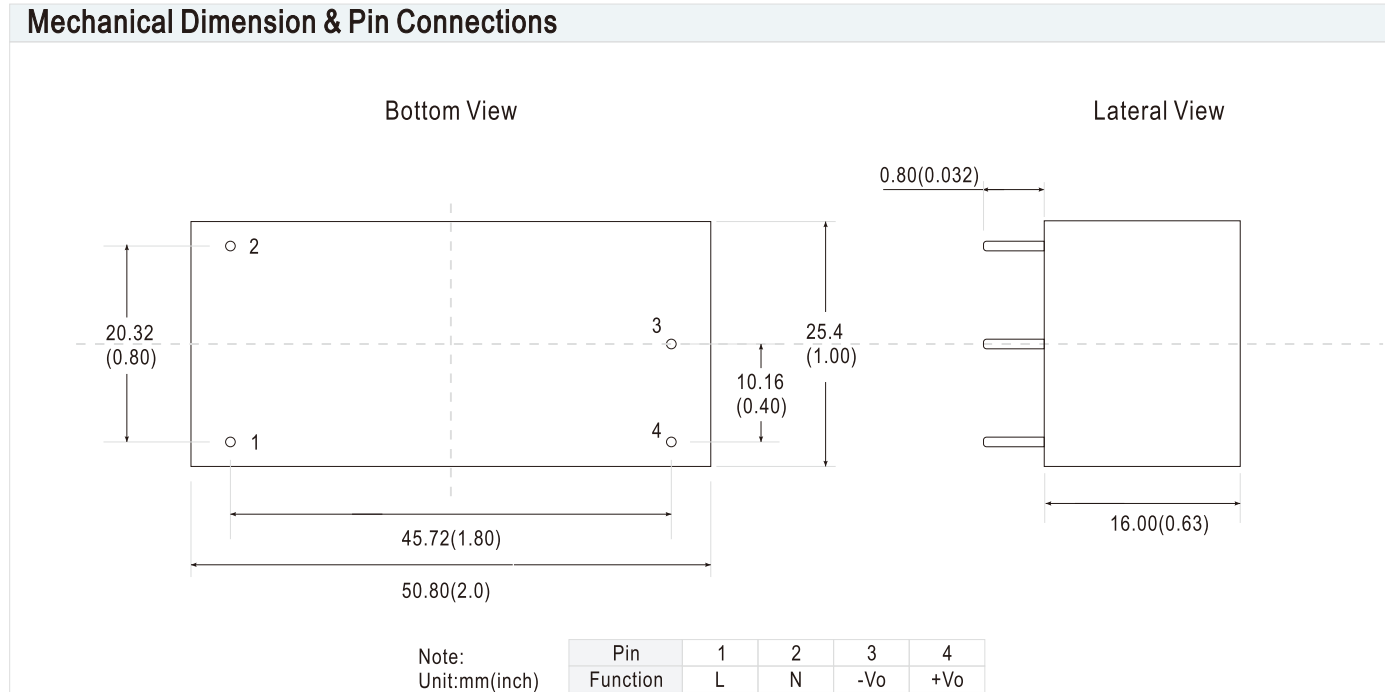 Mechanical Dimension & Pin Connections
Bottom View
Lateral View
0.80(0.032)
2
20.32
(0.80)
3
25.4
(1.00)
10.16
(0.40)
4
1
45.72(1.80)
16.00(0.63)
50.80(2.0)
Note:
Unit:mm(inch)
Pin 1 2 3 4
Function L N -Vo +Vo